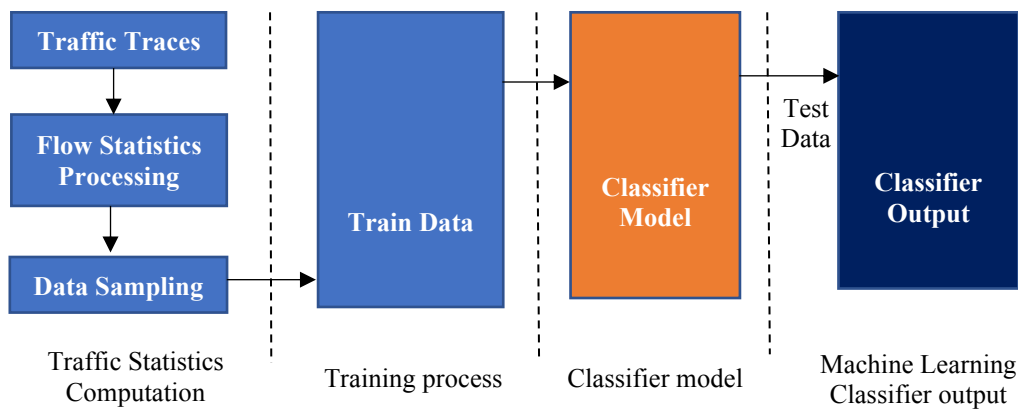 Traffic Traces
Flow Statistics
Processing
Data Sampling
Train Data
Classifier
Model
Test
Data
Classifier
Output
Traffic Statistics
Computation
Training process
Classifier model
Machine Learning
Classifier output